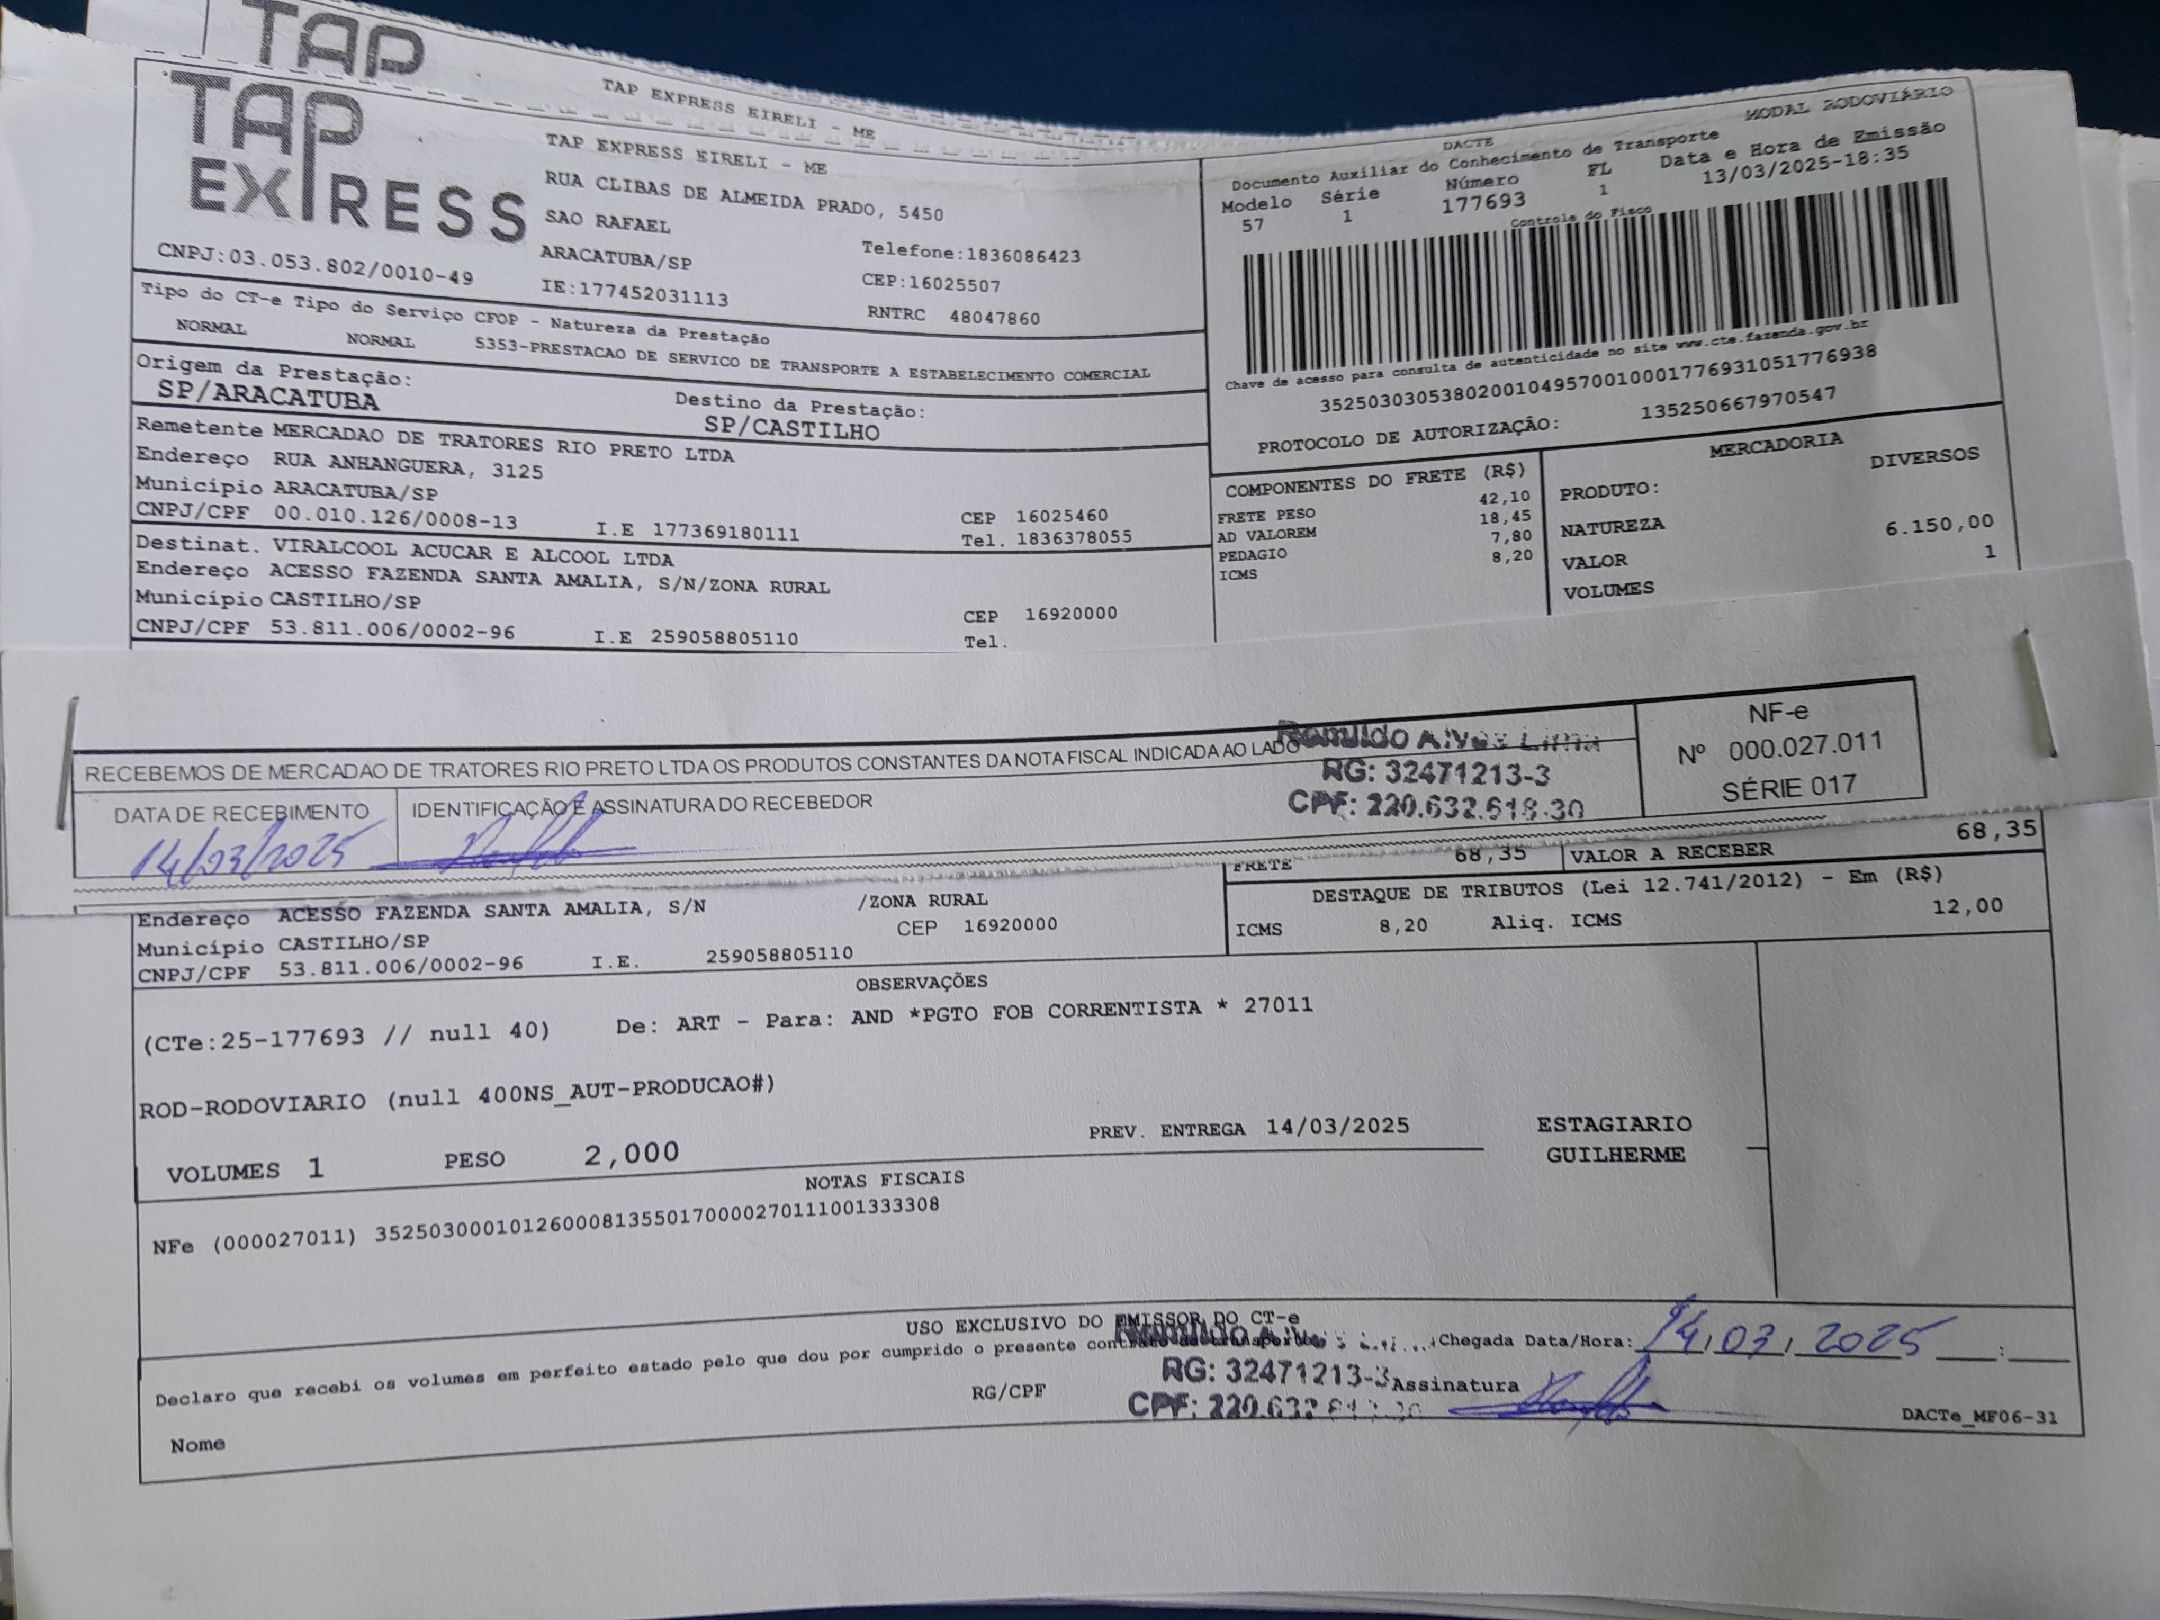 TAP
TAP EXPRESS EIRELI - ME
TAP
EXPRESS
CNPJ:03.053.802/0010-49
TAP EXPRESS EIRELI - ME
RUA CLIBAS DE ALMEIDA PRADO, 5450
SAO RAFAEL
ARACATUBA/SP
IE:177452031113
Telefone:1836086423
CEP:16025507
RNTRC 48047860
DACTE
MODAL RODOVIÁRIO
Documento Auxiliar do Conhecimento de Transporte
Modelo Série Número FL Data e Hora de Emissão
57 1 177693 1 13/03/2025-18:35
Controle do Fisco
Chave de acesso para consulta de autenticidade no site www.cte.fazenda.gov.br
35250303053802001049570010001776931051776938
PROTOCOLO DE AUTORIZAÇÃO: 135250667970547
Tipo do CT-e Tipo do Serviço CFOP - Natureza da Prestação
NORMAL NORMAL 5353-PRESTACAO DE SERVICO DE TRANSPORTE A ESTABELECIMENTO COMERCIAL
Origem da Prestação:
SP/ARACATUBA
Destino da Prestação:
SP/CASTILHO
Remetente MERCADAO DE TRATORES RIO PRETO LTDA
Endereço RUA ANHANGUERA, 3125
Município ARACATUBA/SP CEP 16025460
CNPJ/CPF 00.010.126/0008-13 I.E 177369180111 Tel. 1836378055
Destinat. VIRALCOOL ACUCAR E ALCOOL LTDA
Endereço ACESSO FAZENDA SANTA AMALIA, S/N/ZONA RURAL
Município CASTILHO/SP CEP 16920000
CNPJ/CPF 53.811.006/0002-96 I.E 259058805110 Tel.
COMPONENTES DO FRETE (R$)
FRETE PESO 42,10
AD VALOREM 18,45
PEDAGIO 7,80
ICMS 8,20
MERCADORIA
PRODUTO: DIVERSOS
NATUREZA
VALOR 6.150,00
VOLUMES 1
RECEBEMOS DE MERCADAO DE TRATORES RIO PRETO LTDA OS PRODUTOS CONSTANTES DA NOTA FISCAL INDICADA AO LADO
DATA DE RECEBIMENTO
14/03/2025
IDENTIFICAÇÃO E ASSINATURA DO RECEBEDOR
Romildo Alves Lima
RG: 32471213-3
CPF: 220.632.618.30
NF-e
Nº 000.027.011
SÉRIE 017
FRETE 68,35 VALOR A RECEBER 68,35
DESTAQUE DE TRIBUTOS (Lei 12.741/2012) - Em (R$)
ICMS 8,20 Aliq. ICMS 12,00
Endereço ACESSO FAZENDA SANTA AMALIA, S/N /ZONA RURAL
Município CASTILHO/SP CEP 16920000
CNPJ/CPF 53.811.006/0002-96 I.E. 259058805110
OBSERVAÇÕES
(CTe:25-177693 // null 40) De: ART - Para: AND *PGTO FOB CORRENTISTA * 27011
ROD-RODOVIARIO (null 400NS_AUT-PRODUCAO#)
VOLUMES 1 PESO 2,000 PREV. ENTREGA 14/03/2025
ESTAGIARIO
GUILHERME
NOTAS FISCAIS
NFe (000027011) 35250300010126000813550170000270111001333308
USO EXCLUSIVO DO EMISSOR DO CT-e
Declaro que recebi os volumes em perfeito estado pelo que dou por cumprido o presente contrato de transporte
Chegada Data/Hora: 14/03/2025 :
Romildo
RG: 32471213-3
CPF: 220.632
RG/CPF
Assinatura
Nome
DACTe_MF06-31